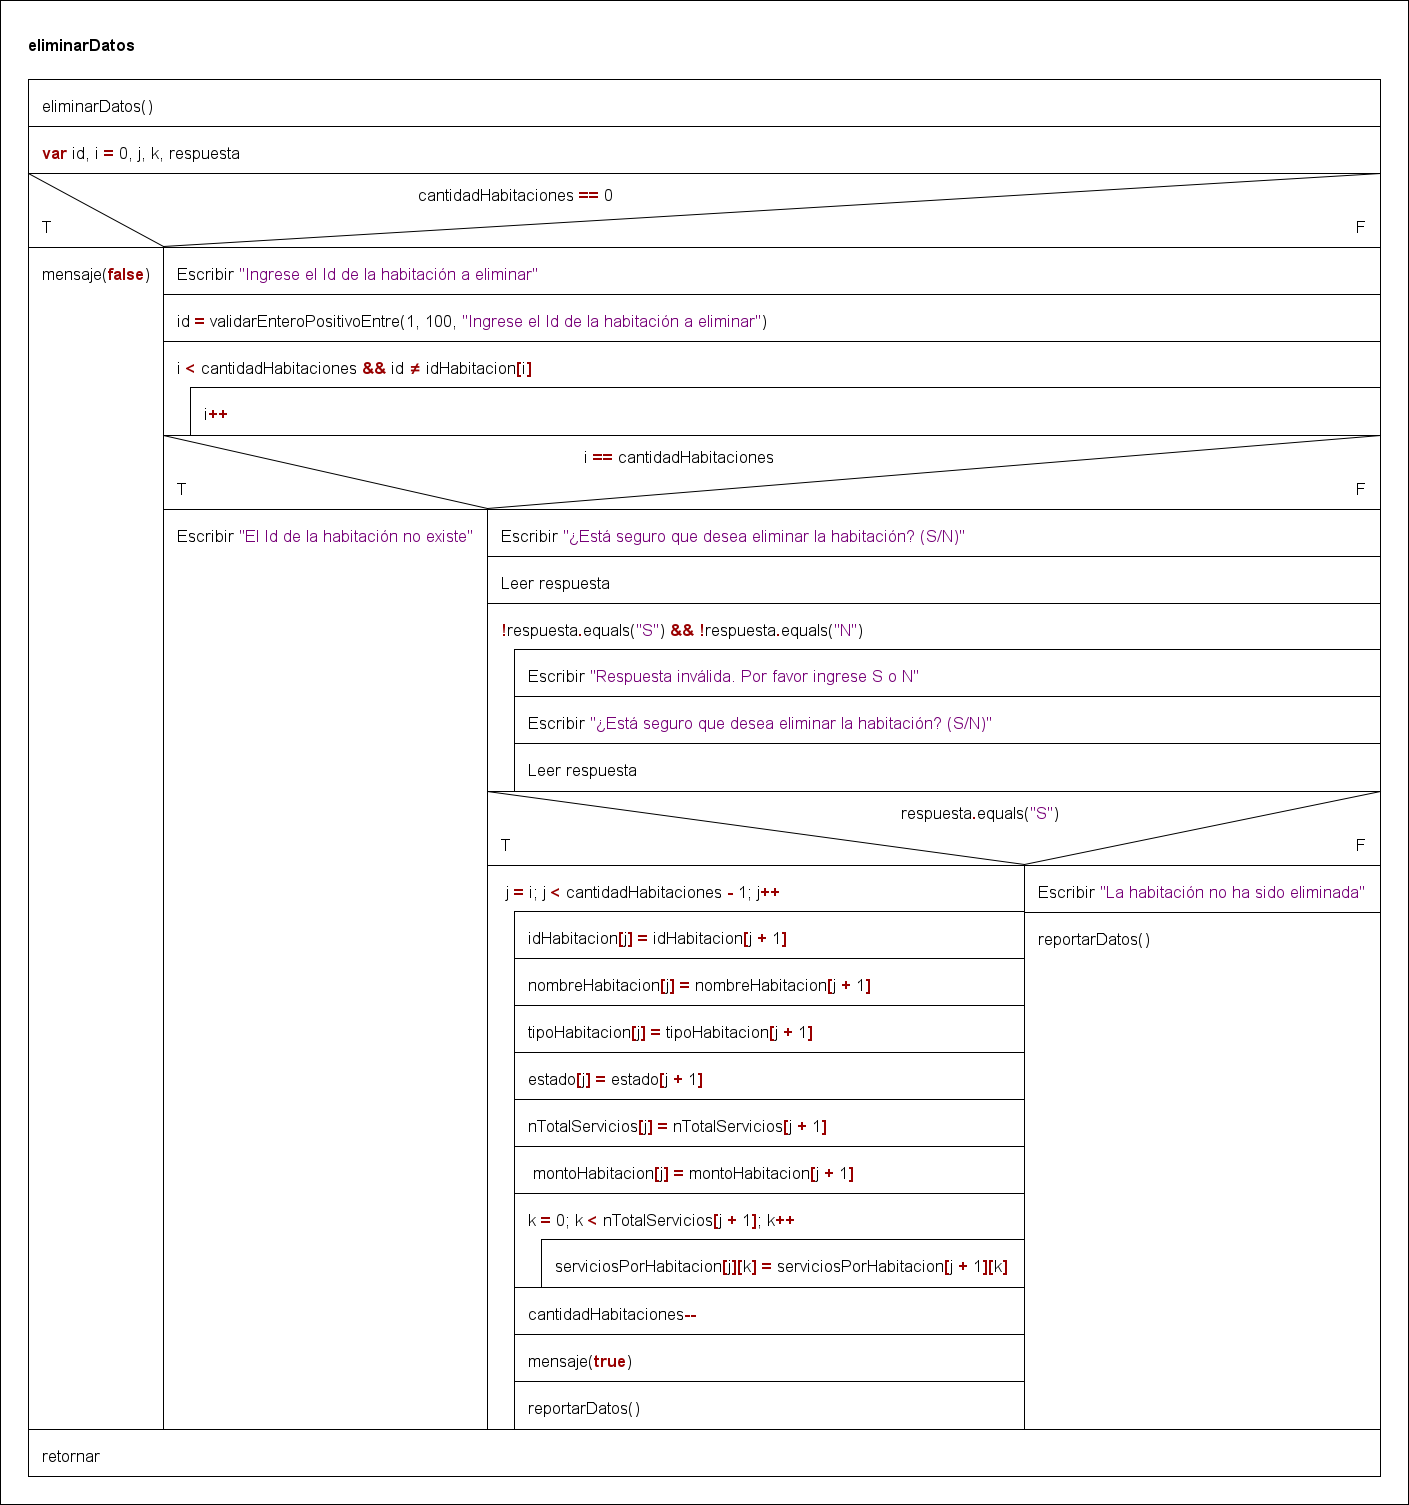 eliminarDatos
eliminarDatos()
var id, i = 0, j, k, respuesta
cantidadHabitaciones == 0
T
F
mensaje(false)
Escribir "Ingrese el Id de la habitación a eliminar"
id = validarEnteroPositivoEntre(1, 100, "Ingrese el Id de la habitación a eliminar")
i < cantidadHabitaciones && id ≠ idHabitacion[i]
i++
i == cantidadHabitaciones
T
F
Escribir "El Id de la habitación no existe"
Escribir "¿Está seguro que desea eliminar la habitación? (S/N)"
Leer respuesta
!respuesta.equals("S") && !respuesta.equals("N")
Escribir "Respuesta inválida. Por favor ingrese S o N"
Escribir "¿Está seguro que desea eliminar la habitación? (S/N)"
Leer respuesta
respuesta.equals("S")
T
F
j = i; j < cantidadHabitaciones - 1; j++
idHabitacion[j] = idHabitacion[j + 1]
nombreHabitacion[j] = nombreHabitacion[j + 1]
tipoHabitacion[j] = tipoHabitacion[j + 1]
estado[j] = estado[j + 1]
nTotalServicios[j] = nTotalServicios[j + 1]
montoHabitacion[j] = montoHabitacion[j + 1]
k = 0; k < nTotalServicios[j + 1]; k++
serviciosPorHabitacion[j][k] = serviciosPorHabitacion[j + 1][k]
cantidadHabitaciones--
mensaje(true)
reportarDatos()
Escribir "La habitación no ha sido eliminada"
reportarDatos()
retornar